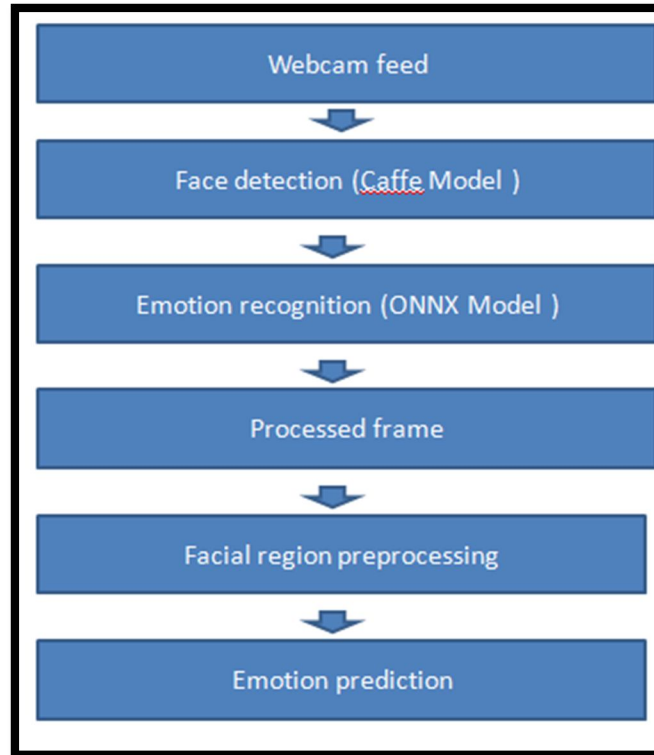 Webcam feed
Face detection (Caffe Model )
Emotion recognition (ONNX Model )
Processed frame
Facial region preprocessing
Emotion prediction